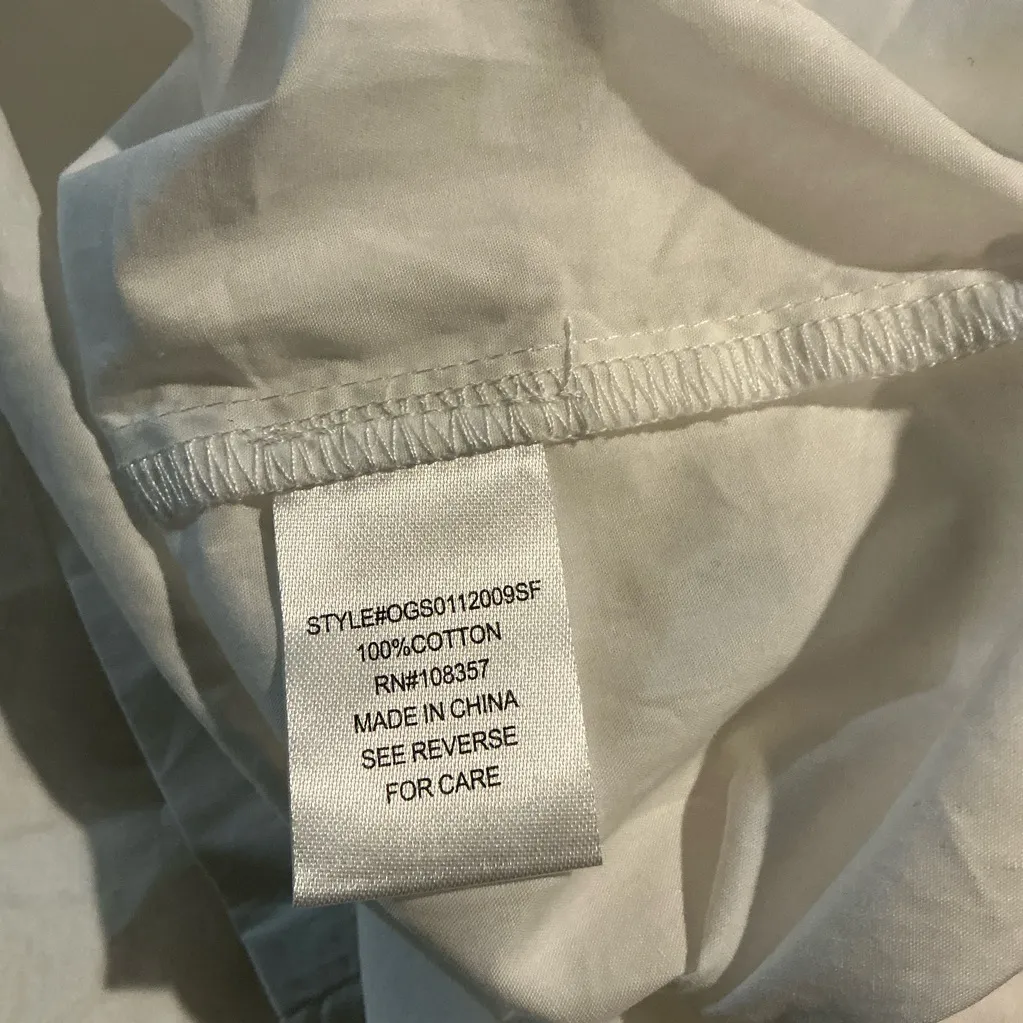 STYLE#OGS0112009SF
100%COTTON
RN#108357
MADE IN CHINA
SEE REVERSE
FOR CARE